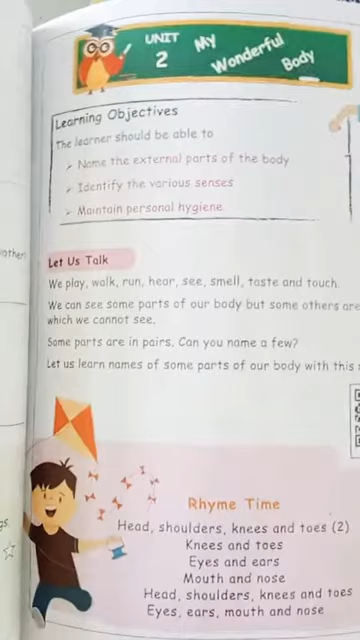 UNIT 2
My Wonderful Body
Learning Objectives
The learner should be able to
➢ Name the external parts of the body
➢ Identify the various senses
➢ Maintain personal hygiene
Let Us Talk
We play, walk, run, hear, see, smell, taste and touch.
We can see some parts of our body but some others are
which we cannot see.
Some parts are in pairs. Can you name a few?
Let us learn names of some parts of our body with this
Rhyme Time
Head, shoulders, knees and toes (2)
Knees and toes
Eyes and ears
Mouth and nose
Head, shoulders, knees and toes
Eyes, ears, mouth and nose